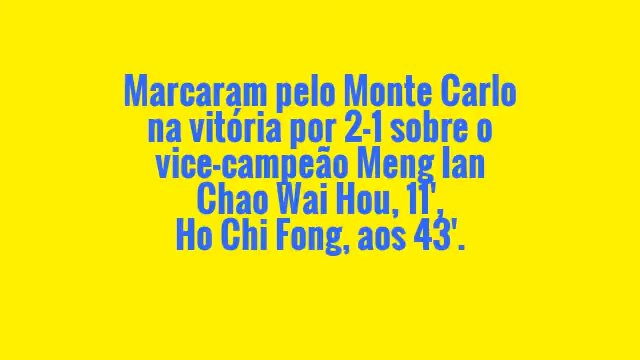 Marcaram pelo Monte Carlo
na vitória por 2-1 sobre o
vice-campeão Meng Ian
Chao Wai Hou, 11',
Ho Chi Fong, aos 43'.